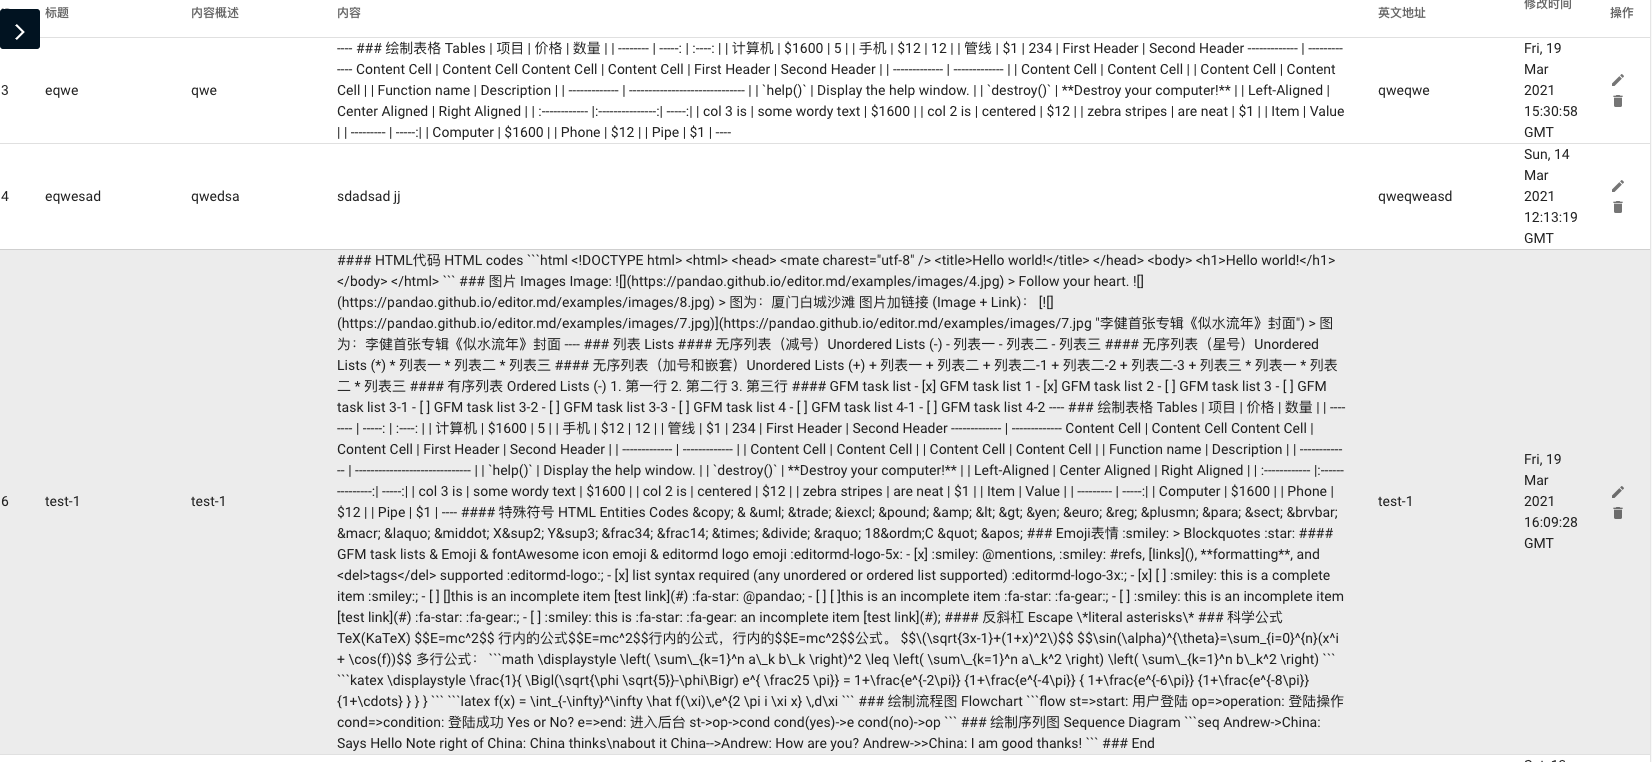 标题 内容概述 内容 英文地址 修改时间 操作
---- ### 绘制表格 Tables | 项目 | 价格 | 数量 | | -------- | -----: | :----: | | 计算机 | $1600 | 5 | | 手机 | $12 | 12 | | 管线 | $1 | 234 | First Header | Second Header ------------- | ---------
---- Content Cell | Content Cell Content Cell | Content Cell | First Header | Second Header | | ------------- | ------------- | | Content Cell | Content Cell | | Content Cell | Content
3 eqwe qwe Cell | | Function name | Description | | ------------- | ------------------------------ | | `help()` | Display the help window. | | `destroy()` | **Destroy your computer!** | | Left-Aligned | qweqwe Fri, 19 Mar 2021 15:30:58 GMT
Center Aligned | Right Aligned | | :------------ |:---------------:| -----:| | col 3 is | some wordy text | $1600 | | col 2 is | centered | $12 | | zebra stripes | are neat | $1 | | Item | Value
| | --------- | -----:| | Computer | $1600 | | Phone | $12 | | Pipe | $1 | ----
4 eqwesad qwedsa sdadsad jj qweqweasd Sun, 14 Mar 2021 12:13:19 GMT
#### HTML代码 HTML codes ```html <!DOCTYPE html> <html> <head> <mate charest="utf-8" /> <title>Hello world!</title> </head> <body> <h1>Hello world!</h1>
</body> </html> ``` ### 图片 Images Image: ![](https://pandao.github.io/editor.md/examples/images/4.jpg) > Follow your heart. ![]
(https://pandao.github.io/editor.md/examples/images/8.jpg) > 图为：厦门白城沙滩 图片加链接 (Image + Link)： [![]
(https://pandao.github.io/editor.md/examples/images/7.jpg)](https://pandao.github.io/editor.md/examples/images/7.jpg "李健首张专辑《似水流年》封面") > 图
为：李健首张专辑《似水流年》封面 ---- ### 列表 Lists #### 无序列表（减号）Unordered Lists (-) - 列表一 - 列表二 - 列表三 #### 无序列表（星号）Unordered
Lists (*) * 列表一 * 列表二 * 列表三 #### 无序列表（加号和嵌套）Unordered Lists (+) + 列表一 + 列表二 + 列表二-1 + 列表二-2 + 列表二-3 + 列表三 * 列表一 * 列表
二 * 列表三 #### 有序列表 Ordered Lists (-) 1. 第一行 2. 第二行 3. 第三行 #### GFM task list - [x] GFM task list 1 - [x] GFM task list 2 - [ ] GFM task list 3 - [ ] GFM
task list 3-1 - [ ] GFM task list 3-2 - [ ] GFM task list 3-3 - [ ] GFM task list 4 - [ ] GFM task list 4-1 - [ ] GFM task list 4-2 ---- ### 绘制表格 Tables | 项目 | 价格 | 数量 | | ----
---- | -----: | :----: | | 计算机 | $1600 | 5 | | 手机 | $12 | 12 | | 管线 | $1 | 234 | First Header | Second Header ------------- | ------------- Content Cell | Content Cell Content Cell |
Content Cell | First Header | Second Header | | ------------- | ------------- | | Content Cell | Content Cell | | Content Cell | Content Cell | | Function name | Description | | -----------
-- | ------------------------------ | | `help()` | Display the help window. | | `destroy()` | **Destroy your computer!** | | Left-Aligned | Center Aligned | Right Aligned | | :------------ |:------
---------:| -----:| | col 3 is | some wordy text | $1600 | | col 2 is | centered | $12 | | zebra stripes | are neat | $1 | | Item | Value | | --------- | -----:| | Computer | $1600 | | Phone |
6 test-1 test-1 $12 | | Pipe | $1 | ---- #### 特殊符号 HTML Entities Codes &copy; & &uml; &trade; &iexcl; &pound; &amp; &lt; &gt; &yen; &euro; &reg; &plusmn; &para; &sect; &brvbar; test-1 Fri, 19 Mar 2021 16:09:28 GMT
&macr; &laquo; &middot; X&sup2; Y&sup3; &frac34; &frac14; &times; &divide; &raquo; 18&ordm;C &quot; &apos; ### Emoji表情 :smiley: > Blockquotes :star: ####
GFM task lists & Emoji & fontAwesome icon emoji & editormd logo emoji :editormd-logo-5x: - [x] :smiley: @mentions, :smiley: #refs, [links](), **formatting**, and
<del>tags</del> supported :editormd-logo:; - [x] list syntax required (any unordered or ordered list supported) :editormd-logo-3x:; - [x] [ ] :smiley: this is a complete
item :smiley:; - [ ] []this is an incomplete item [test link](#) :fa-star: @pandao; - [ ] [ ]this is an incomplete item :fa-star: :fa-gear:; - [ ] :smiley: this is an incomplete item
[test link](#) :fa-star: :fa-gear:; - [ ] :smiley: this is :fa-star: :fa-gear: an incomplete item [test link](#); #### 反斜杠 Escape \*literal asterisks\* ### 科学公式
TeX(KaTeX) $$E=mc^2$$ 行内的公式$$E=mc^2$$行内的公式，行内的$$E=mc^2$$公式。 $$\(\sqrt{3x-1}+(1+x)^2\)$$ $$\sin(\alpha)^{\theta}=\sum_{i=0}^{n}(x^i
+ \cos(f))$$ 多行公式： ```math \displaystyle \left( \sum\_{k=1}^n a\_k b\_k \right)^2 \leq \left( \sum\_{k=1}^n a\_k^2 \right) \left( \sum\_{k=1}^n b\_k^2 \right) ```
```katex \displaystyle \frac{1}{ \Bigl(\sqrt{\phi \sqrt{5}}-\phi\Bigr) e^{ \frac25 \pi}} = 1+\frac{e^{-2\pi}} {1+\frac{e^{-4\pi}} { 1+\frac{e^{-6\pi}} {1+\frac{e^{-8\pi}}
{1+\cdots} } } } ``` ```latex f(x) = \int_{-\infty}^\infty \hat f(\xi)\,e^{2 \pi i \xi x} \,d\xi ``` ### 绘制流程图 Flowchart ```flow st=>start: 用户登陆 op=>operation: 登陆操作
cond=>condition: 登陆成功 Yes or No? e=>end: 进入后台 st->op->cond cond(yes)->e cond(no)->op ``` ### 绘制序列图 Sequence Diagram ```seq Andrew->China:
Says Hello Note right of China: China thinks\nabout it China-->Andrew: How are you? Andrew->>China: I am good thanks! ``` ### End